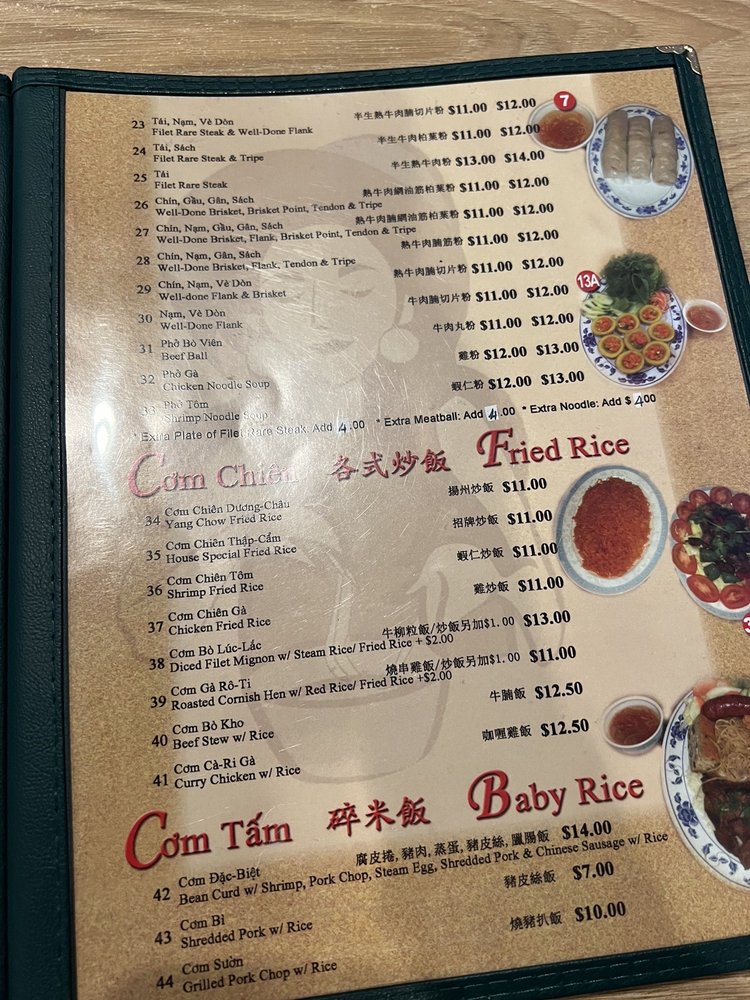 7
23 Tái, Nạm, Vè Dòn 半生熟牛肉腩切片粉 $11.00 $12.00
Filet Rare Steak & Well-Done Flank
24 Tái, Sách 半生牛肉柏葉粉 $11.00 $12.00
Filet Rare Steak & Tripe
25 Tái 半生熟牛肉粉 $13.00 $14.00
Filet Rare Steak
26 Chín, Gầu, Gân, Sách 熟牛肉網油筋柏葉粉 $11.00 $12.00
Well-Done Brisket, Brisket Point, Tendon & Tripe
27 Chín, Nạm, Gầu, Gân, Sách 熟牛肉腩網油筋柏葉粉 $11.00 $12.00
Well-Done Brisket, Flank, Brisket Point, Tendon & Tripe
28 Chín, Nạm, Gân, Sách 熟牛肉腩筋粉 $11.00 $12.00
Well-Done Brisket, Flank, Tendon & Tripe
29 Chín, Nạm, Vè Dòn 熟牛肉腩切片粉 $11.00 $12.00
Well-done Flank & Brisket
13A
30 Nạm, Vè Dòn 牛肉腩切片粉 $11.00 $12.00
Well-Done Flank
31 Phở Bò Viên 牛肉丸粉 $11.00 $12.00
Beef Ball
32 Phở Gà 雞粉 $12.00 $13.00
Chicken Noodle Soup
33 Phở Tôm 蝦仁粉 $12.00 $13.00
Shrimp Noodle Soup
* Extra Plate of Filet Rare Steak: Add 4.00 * Extra Meatball: Add 4.00 * Extra Noodle: Add $ 4.00
Cơm Chiên 各式炒飯 Fried Rice
34 Cơm Chiên Dương-Châu 揚州炒飯 $11.00
Yang Chow Fried Rice
35 Cơm Chiên Thập-Cẩm 招牌炒飯 $11.00
House Special Fried Rice
36 Cơm Chiên Tôm 蝦仁炒飯 $11.00
Shrimp Fried Rice
37 Cơm Chiên Gà 雞炒飯 $11.00
Chicken Fried Rice
38 Cơm Bò Lúc-Lắc 牛柳粒飯/炒飯另加$1.00 $13.00
Diced Filet Mignon w/ Steam Rice/ Fried Rice + $2.00
39 Cơm Gà Rô-Ti 燒串雞飯/炒飯另加$1.00 $11.00
Roasted Cornish Hen w/ Red Rice/ Fried Rice +$2.00
40 Cơm Bò Kho 牛腩飯 $12.50
Beef Stew w/ Rice
41 Cơm Cà-Ri Gà 咖喱雞飯 $12.50
Curry Chicken w/ Rice
Cơm Tấm 碎米飯 Baby Rice
42 Cơm Đặc-Biệt 腐皮捲, 豬肉, 蒸蛋, 豬皮絲, 臘腸飯 $14.00
Bean Curd w/ Shrimp, Pork Chop, Steam Egg, Shredded Pork & Chinese Sausage w/ Rice
43 Cơm Bì 豬皮絲飯 $7.00
Shredded Pork w/ Rice
44 Cơm Sườn 燒豬扒飯 $10.00
Grilled Pork Chop w/ Rice